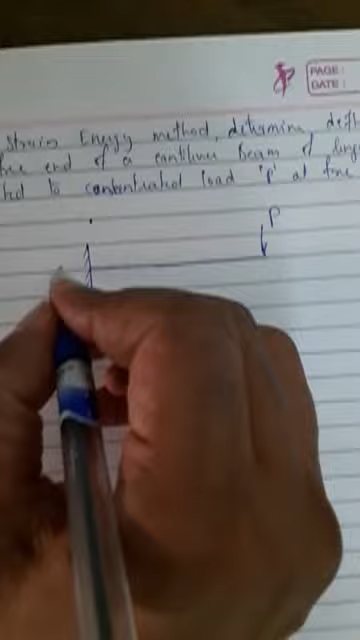 PAGE:
DATE:
strain Energy method, determine, defl
free end of a cantilever Beam of leng
ted to concentrated load 'p' at free
P